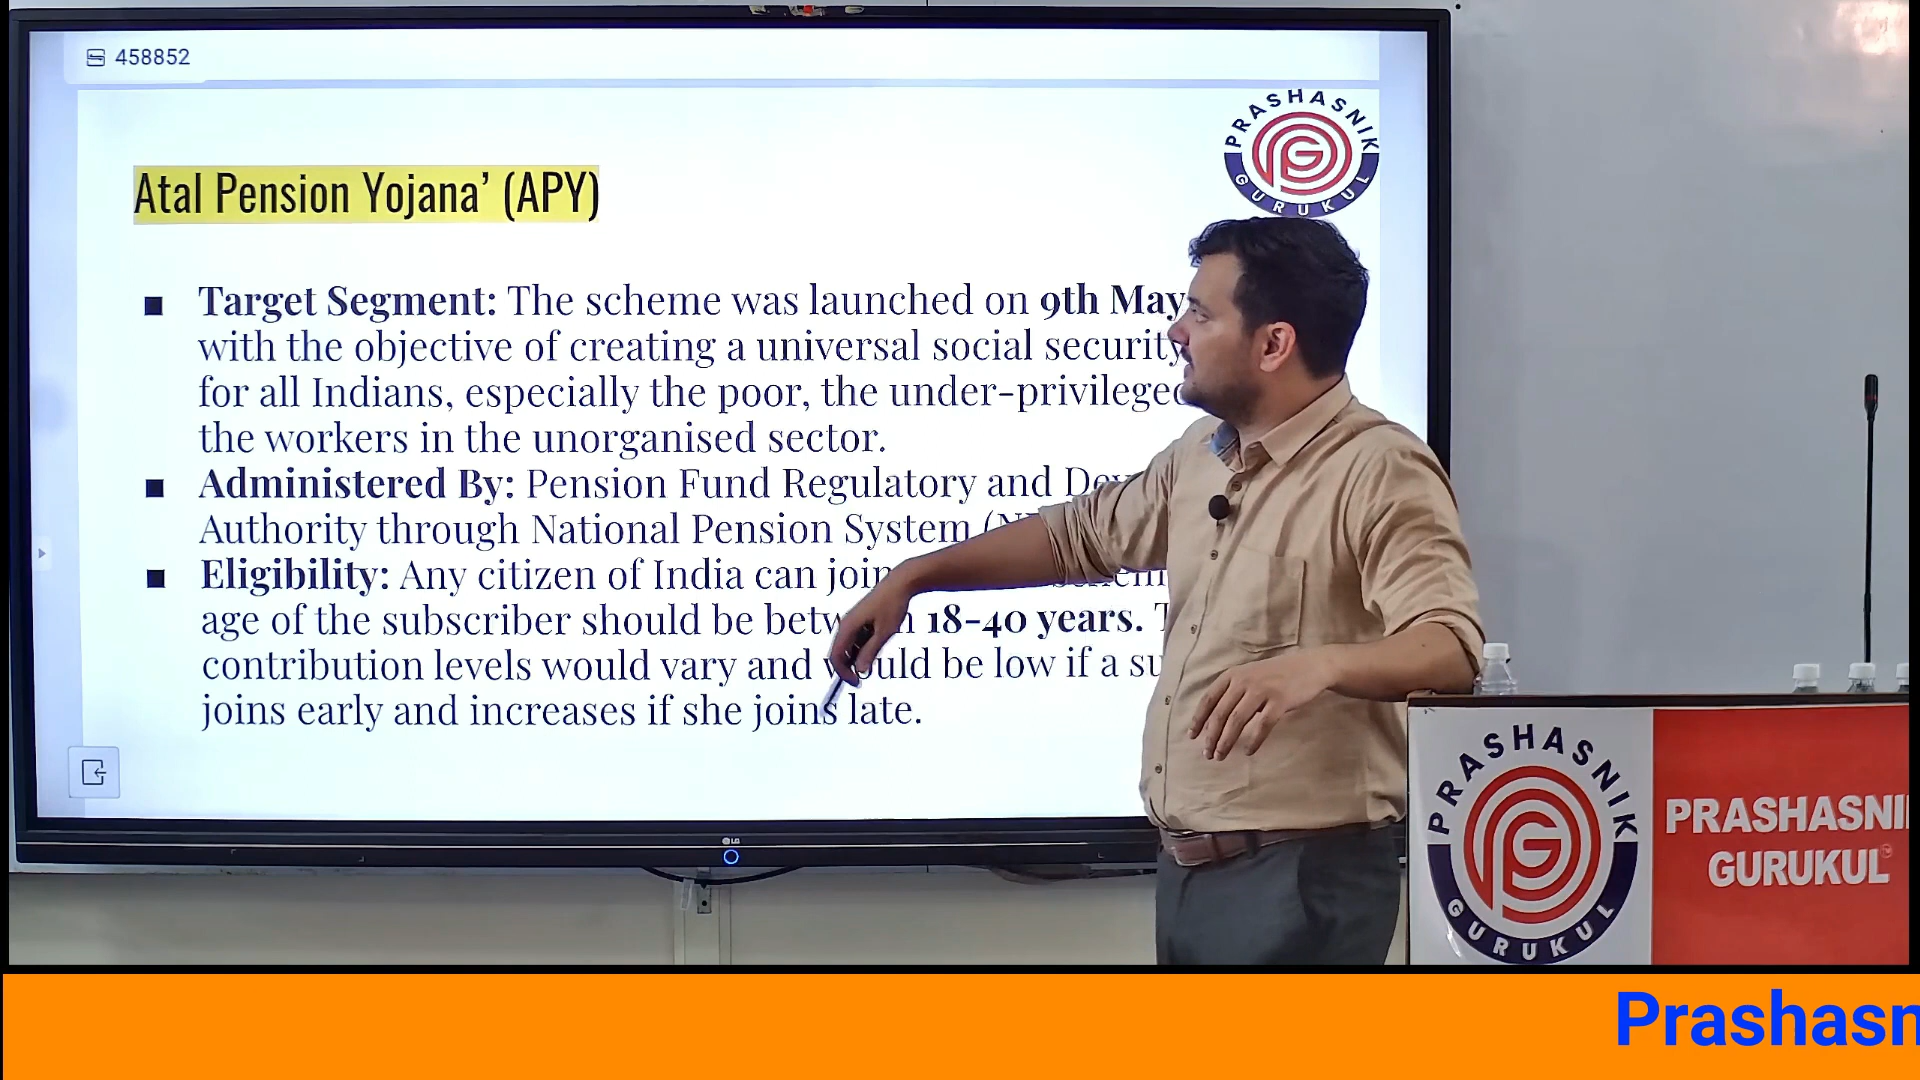 458852
PRASHASNIK
GURUKUL
Atal Pension Yojana’ (APY)
■ Target Segment: The scheme was launched on 9th May
with the objective of creating a universal social security
for all Indians, especially the poor, the under-privileged
the workers in the unorganised sector.
■ Administered By: Pension Fund Regulatory and
Authority through National Pension System
■ Eligibility: Any citizen of India can join
age of the subscriber should be between 18-40 years.
contribution levels would vary and would be low if a
joins early and increases if she joins late.
LG
PRASHASNIK
GURUKUL
PRASHASNI
GURUKUL
Prashasn